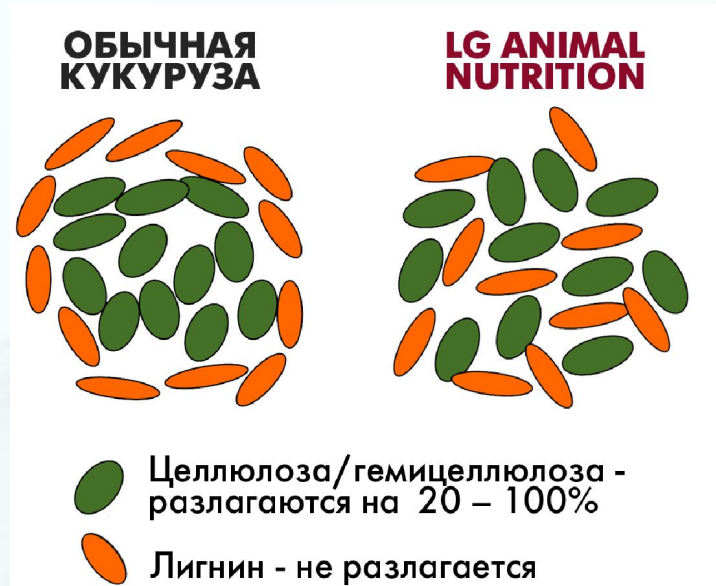 ОБЫЧНАЯ
КУКУРУЗА
LG ANIMAL
NUTRITION
Целлюлоза/гемицеллюлоза -
разлагаются на 20 – 100%
Лигнин - не разлагается